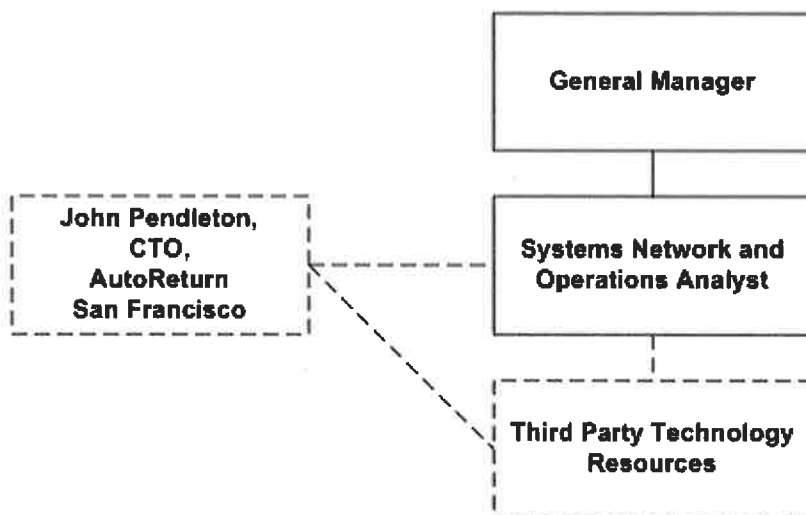 General Manager
John Pendleton,
CTO,
AutoReturn
San Francisco
Systems Network and
Operations Analyst
Third Party Technology
Resources